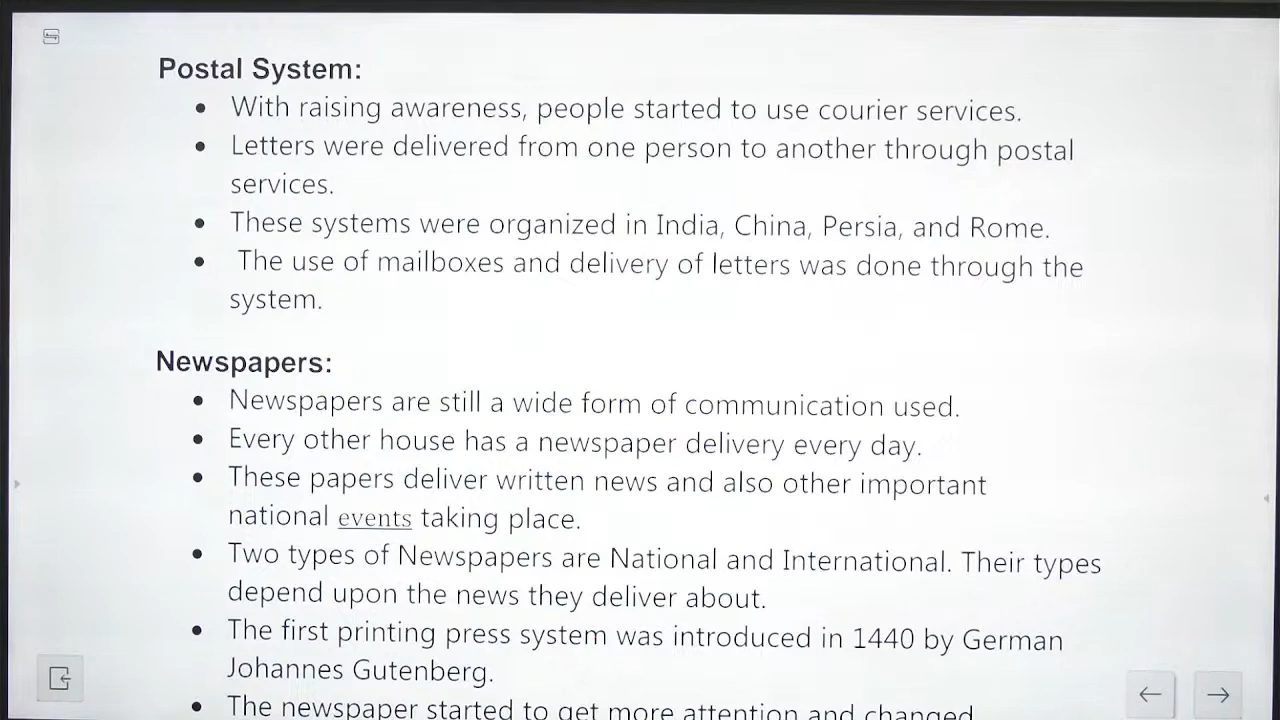 Postal System:
• With raising awareness, people started to use courier services.
• Letters were delivered from one person to another through postal
services.
• These systems were organized in India, China, Persia, and Rome.
• The use of mailboxes and delivery of letters was done through the
system.
Newspapers:
• Newspapers are still a wide form of communication used.
• Every other house has a newspaper delivery every day.
• These papers deliver written news and also other important
national events taking place.
• Two types of Newspapers are National and International. Their types
depend upon the news they deliver about.
• The first printing press system was introduced in 1440 by German
Johannes Gutenberg.
• The newspaper started to get more attention and changed